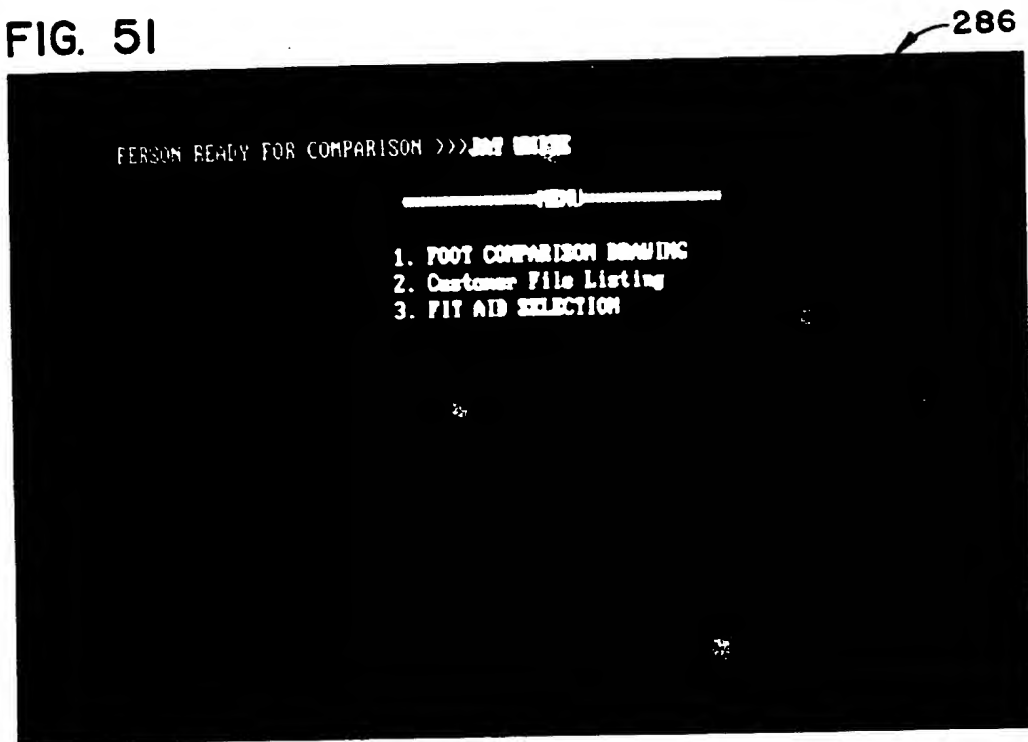 FIG. 51
286
PERSON READY FOR COMPARISON >>>
MENU
1. FOOT COMPARISON DRAWING
2. Customer File Listing
3. FIT AID SELECTION